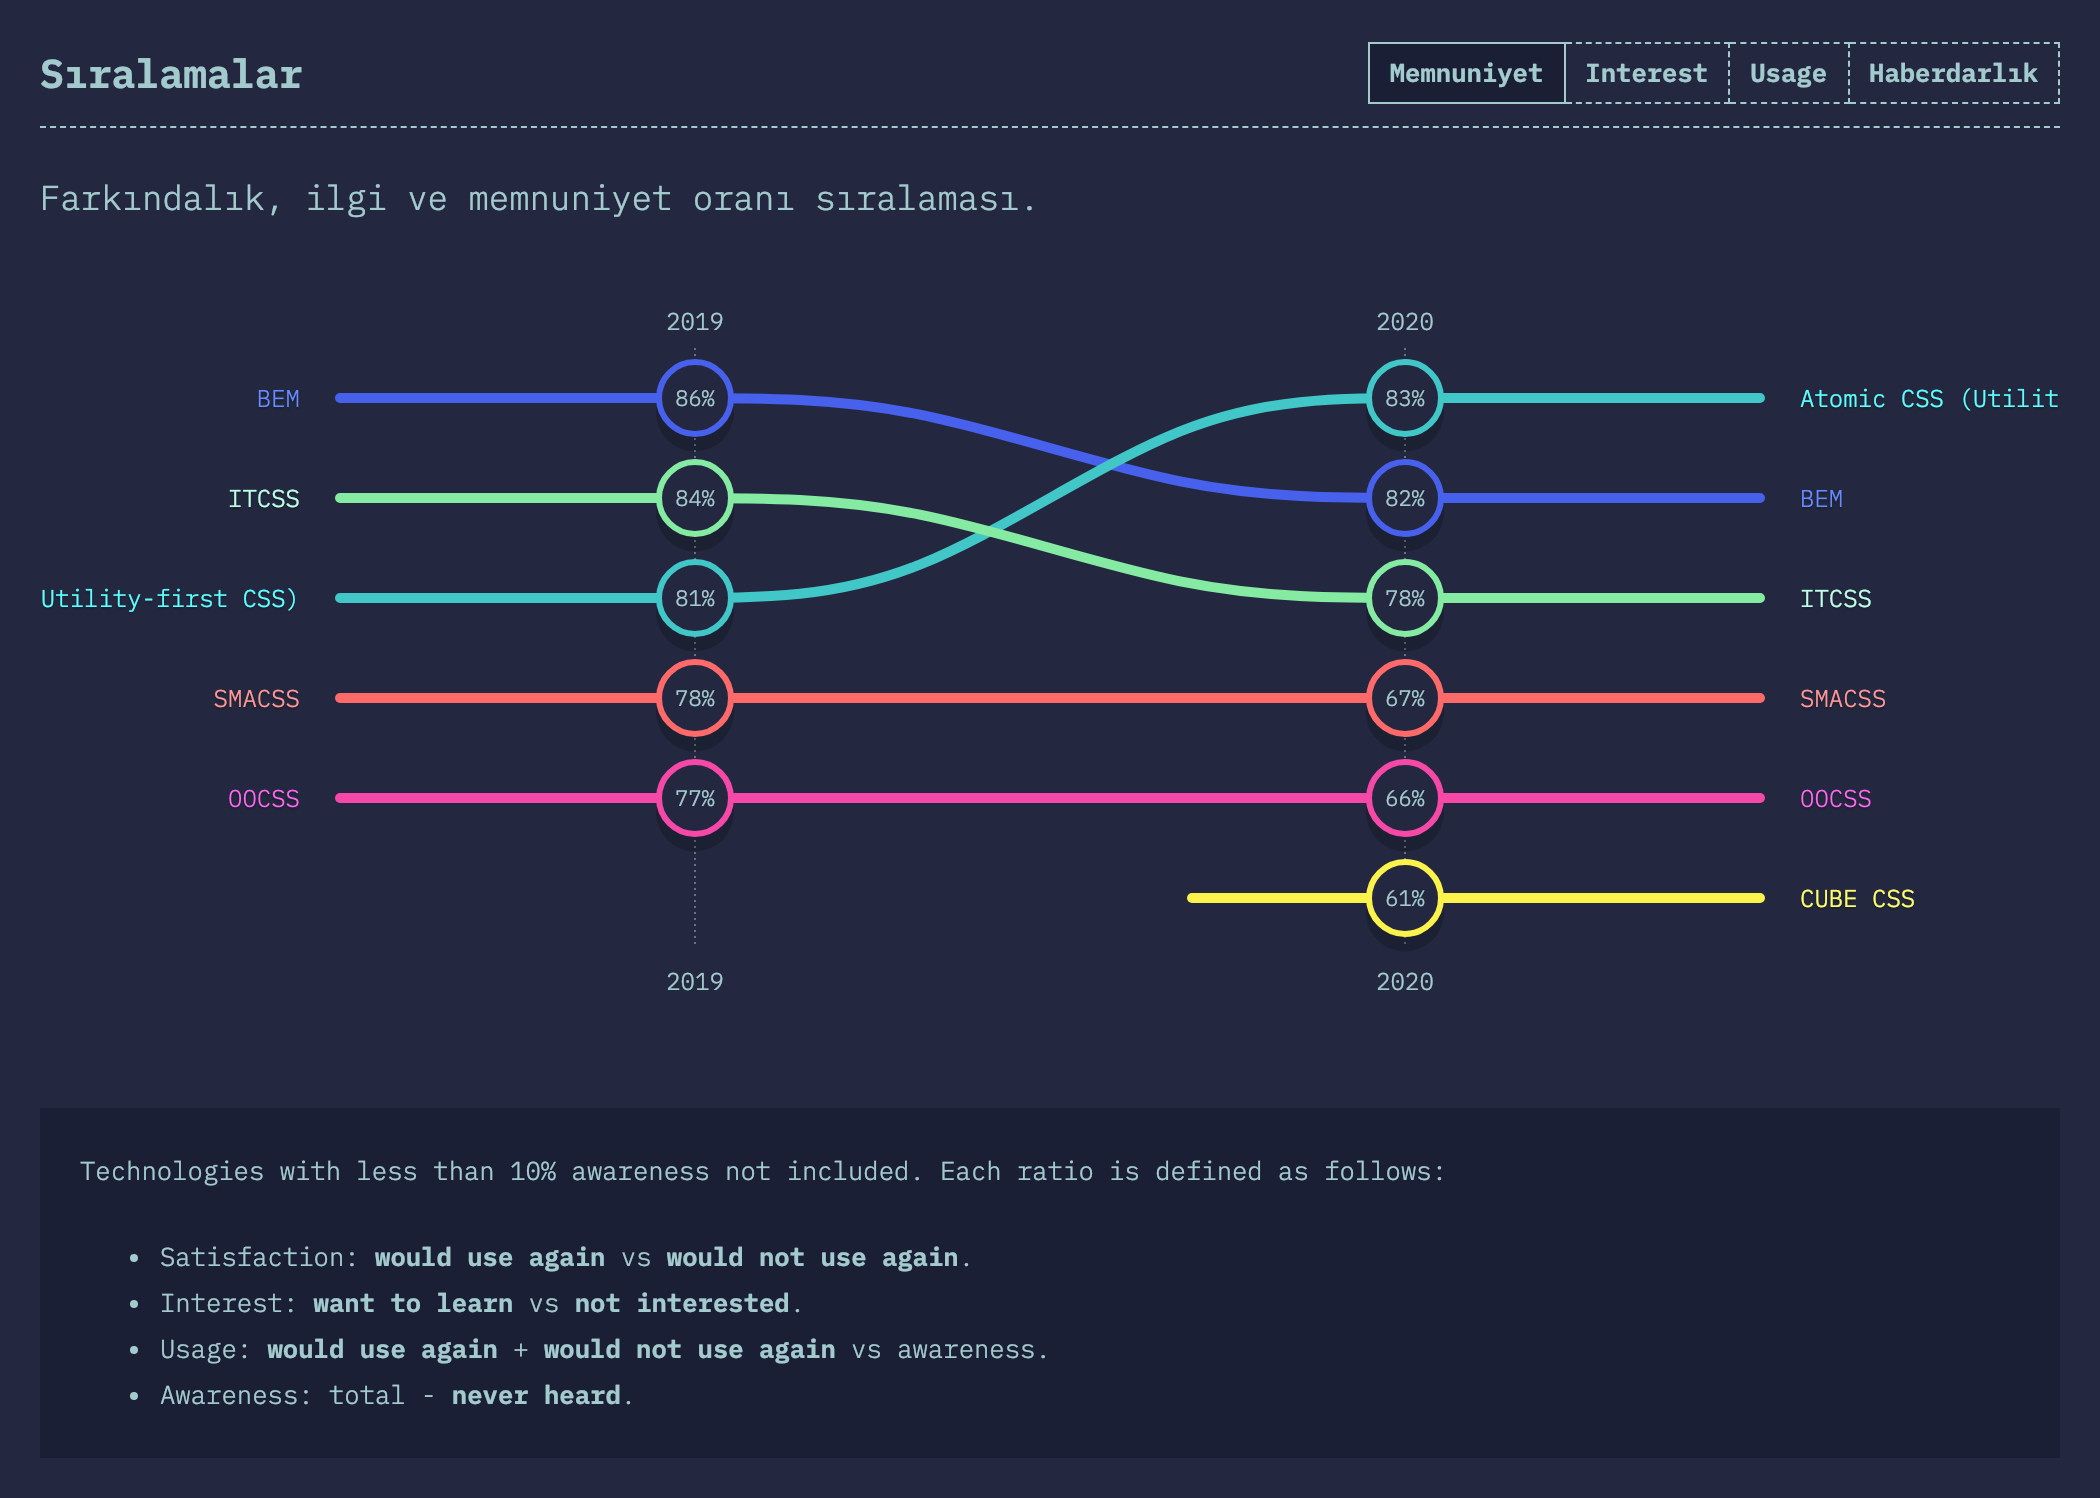 Sıralamalar
Memnuniyet Interest Usage Haberdarlık
Farkındalık, ilgi ve memnuniyet oranı sıralaması.
2019 2020
BEM 86% 83% Atomic CSS (Utilit
ITCSS 84% 82% BEM
Utility-first CSS) 81% 78% ITCSS
SMACSS 78% 67% SMACSS
OOCSS 77% 66% OOCSS
61% CUBE CSS
2019 2020
Technologies with less than 10% awareness not included. Each ratio is defined as follows:
• Satisfaction: would use again vs would not use again.
• Interest: want to learn vs not interested.
• Usage: would use again + would not use again vs awareness.
• Awareness: total - never heard.